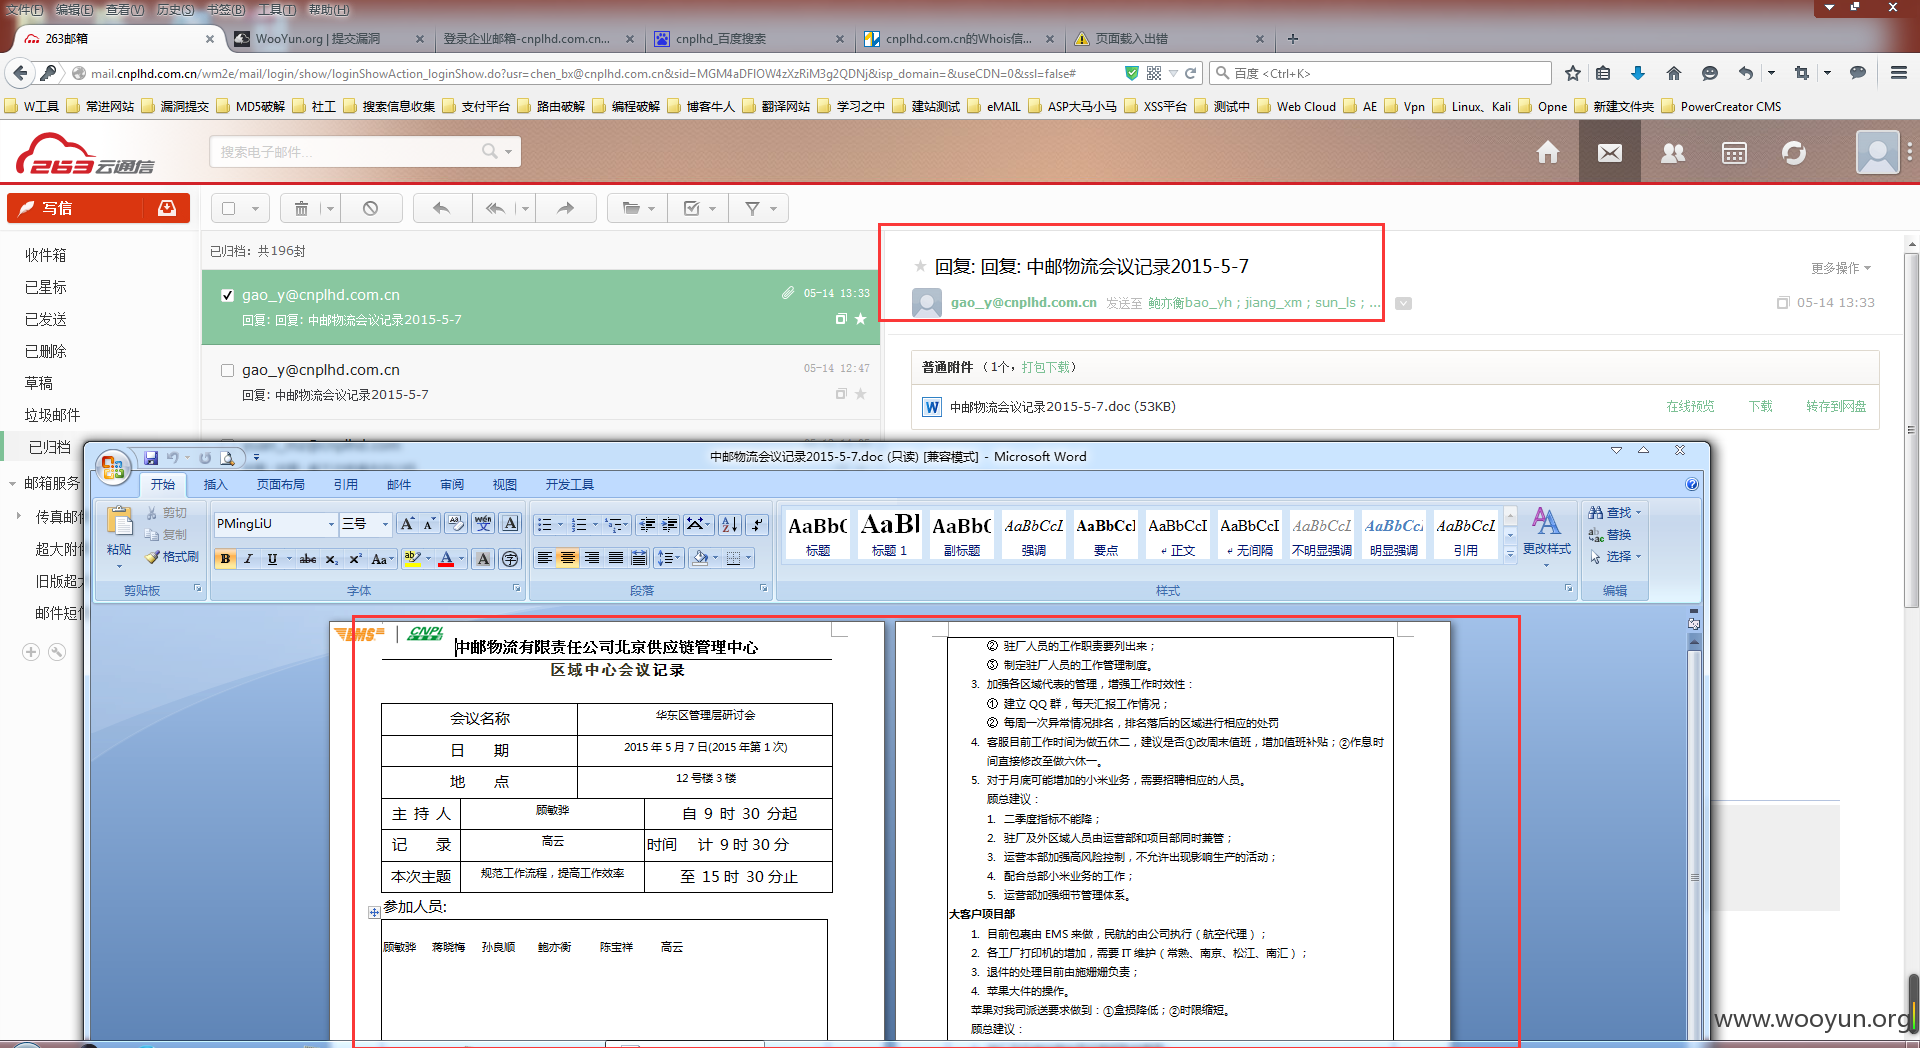 文件(F) 编辑(E) 查看(V) 历史(S) 书签(B) 工具(T) 帮助(H)
263邮箱
WooYun.org | 提交漏洞
登录企业邮箱-cnplhd.com.cn...
cnplhd_百度搜索
cnplhd.com.cn的Whois信...
页面载入出错
mail.cnplhd.com.cn/wm2e/mail/login/show/loginShowAction_loginShow.do?usr=chen_bx@cnplhd.com.cn&sid=MGM4aDFIOW4zXzRiM3g2QDNj&isp_domain=&useCDN=0&ssl=false#
百度 <Ctrl+K>
W工具 常进网站 漏洞提交 MD5破解 社工 搜索信息收集 支付平台 路由破解 编程破解 博客牛人 翻译网站 学习之中 建站测试 eMAIL ASP大马小马 XSS平台 测试中 Web Cloud AE Vpn Linux、Kali Opne 新建文件夹 PowerCreator CMS
263云通信
搜索电子邮件...
写信
收件箱
已星标
已发送
已删除
草稿
垃圾邮件
已归档
邮箱服务
传真邮件
超大附
旧版超大
邮件短信
已归档: 共196封
gao_y@cnplhd.com.cn 05-14 13:33
回复: 回复: 中邮物流会议记录2015-5-7
gao_y@cnplhd.com.cn 05-14 12:47
回复: 中邮物流会议记录2015-5-7
回复: 回复: 中邮物流会议记录2015-5-7
更多操作
gao_y@cnplhd.com.cn 发送至 鲍亦衡bao_yh ; jiang_xm ; sun_ls ; ...
05-14 13:33
普通附件 （1个，打包下载）
中邮物流会议记录2015-5-7.doc (53KB) 在线预览 下载 转存到网盘
中邮物流会议记录2015-5-7.doc (只读) [兼容模式] - Microsoft Word
开始 插入 页面布局 引用 邮件 审阅 视图 开发工具
粘贴
剪切
复制
格式刷
剪贴板
PMingLiU 三号
字体
段落
AaBbC 标题
AaBl 标题 1
AaBbC 副标题
AaBbCcL 强调
AaBbCcI 要点
AaBbCcI 正文
AaBbCcI 无间隔
AaBbCcL 不明显强调
AaBbCcL 明显强调
AaBbCcL 引用
更改样式
样式
查找
替换
选择
编辑
EMS | CNPL
中邮物流有限责任公司北京供应链管理中心
区域中心会议记录
会议名称 华东区管理层研讨会
日 期 2015 年 5 月 7 日(2015 年第 1 次)
地 点 12 号楼 3 楼
主 持 人 顾敏骅 自 9 时 30 分起
记 录 高云 时间 计 9 时 30 分
本次主题 规范工作流程，提高工作效率 至 15 时 30 分止
参加人员:
顾敏骅 蒋晓梅 孙良顺 鲍亦衡 陈宝祥 高云
② 驻厂人员的工作职责要列出来；
③ 制定驻厂人员的工作管理制度。
3. 加强各区域代表的管理，增强工作时效性：
① 建立 QQ 群，每天汇报工作情况；
② 每周一次异常情况排名，排名落后的区域进行相应的处罚
4. 客服目前工作时间为做五休二，建议是否①改周末值班，增加值班补贴；②作息时
间直接修改至做六休一。
5. 对于月底可能增加的小米业务，需要招聘相应的人员。
顾总建议：
1. 二季度指标不能降；
2. 驻厂及外区域人员由运营部和项目部同时兼管；
3. 运营本部加强高风险控制，不允许出现影响生产的活动；
4. 配合总部小米业务的工作；
5. 运营部加强细节管理体系。
大客户项目部
1. 目前包裹由 EMS 来做，民航的由公司执行（航空代理）；
2. 各工厂打印机的增加，需要 IT 维护（常熟、南京、松江、南汇）；
3. 退件的处理目前由施姗姗负责；
4. 苹果大件的操作。
苹果对我司派送要求做到：①盒损降低；②时限缩短。
顾总建议：
www.wooyun.org